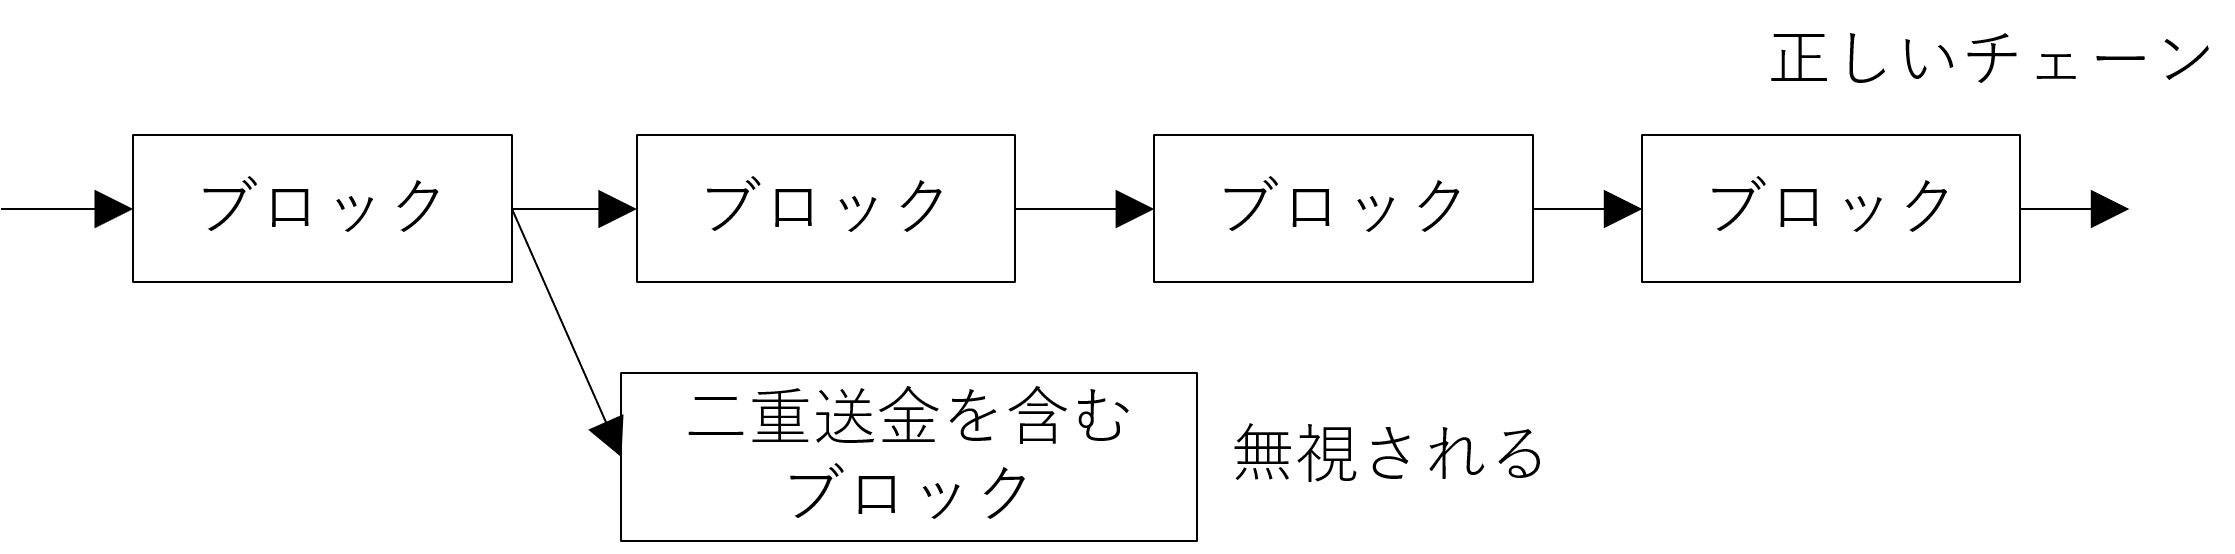 正しいチェーン
ブロック
ブロック
ブロック
ブロック
二重送金を含む
ブロック
無視される